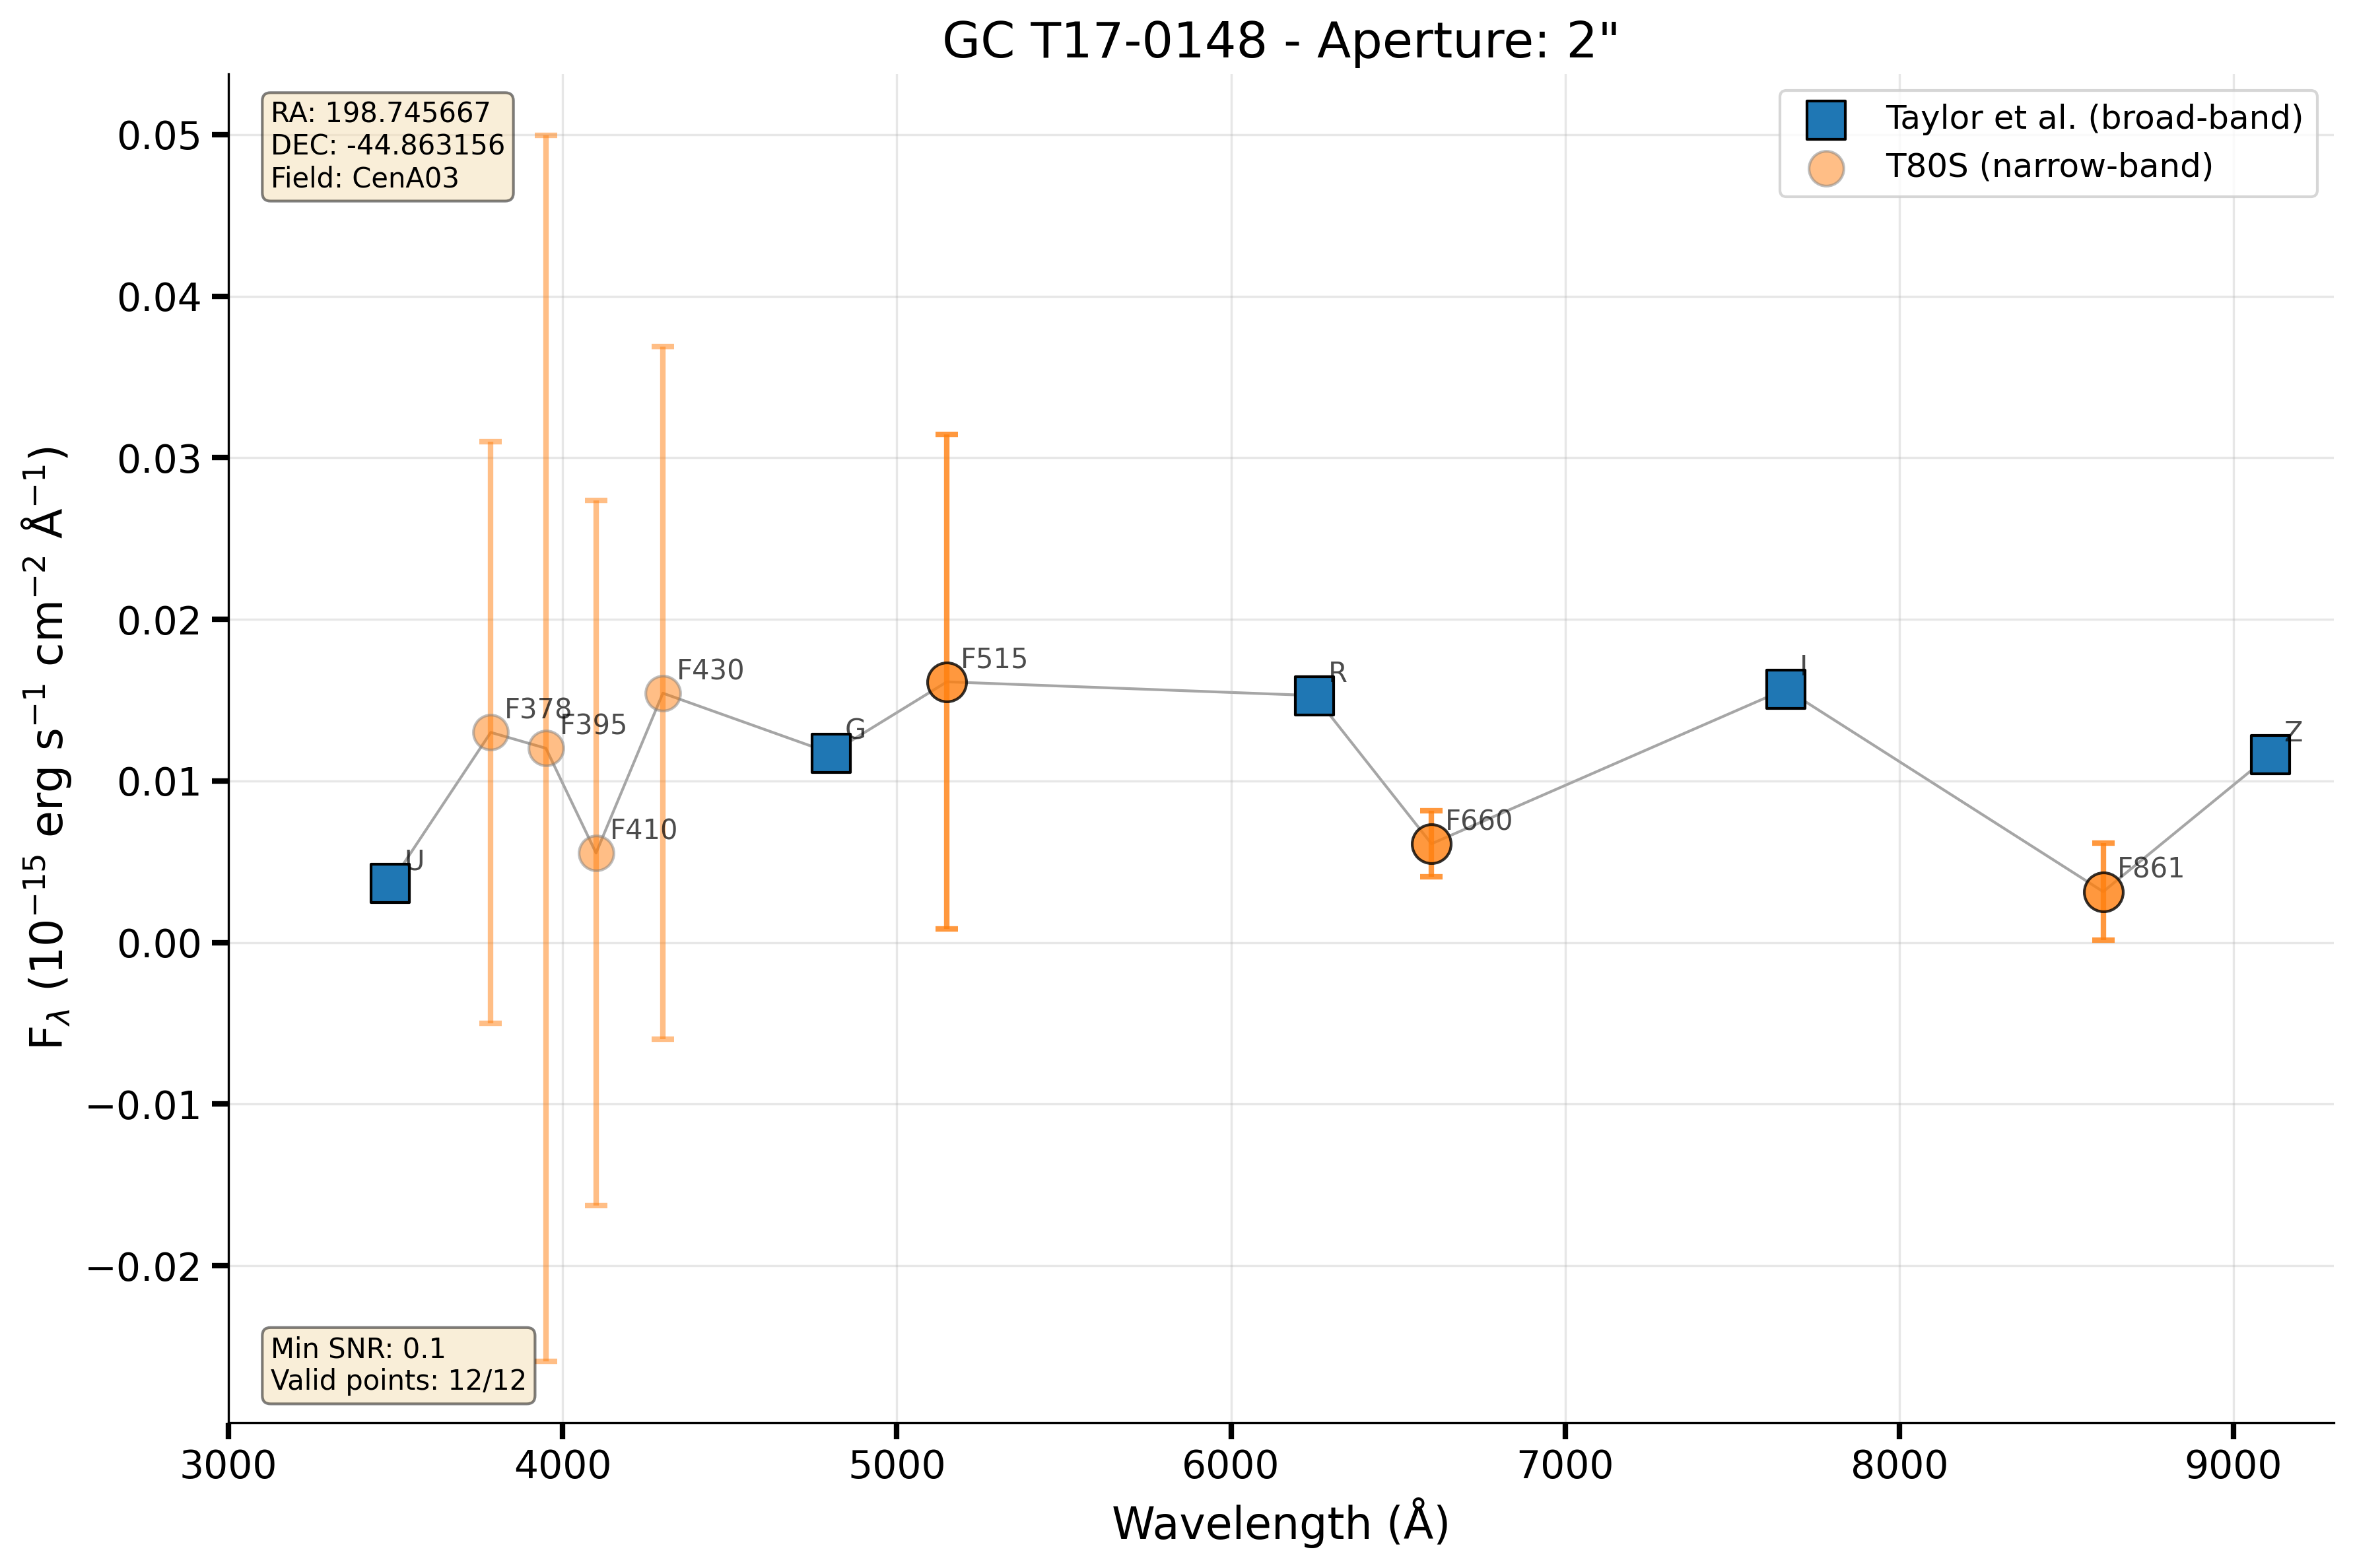 GC T17-0148 - Aperture: 2"
RA: 198.745667
DEC: -44.863156
Field: CenA03
Taylor et al. (broad-band)
T80S (narrow-band)
0.05
0.04
0.03
0.02
0.01
0.00
−0.01
−0.02
F$_{\lambda}$ (10$^{-15}$ erg s$^{-1}$ cm$^{-2}$ Å$^{-1}$)
U
F378
F395
F410
F430
G
F515
R
F660
I
F861
Z
Min SNR: 0.1
Valid points: 12/12
3000 4000 5000 6000 7000 8000 9000
Wavelength (Å)